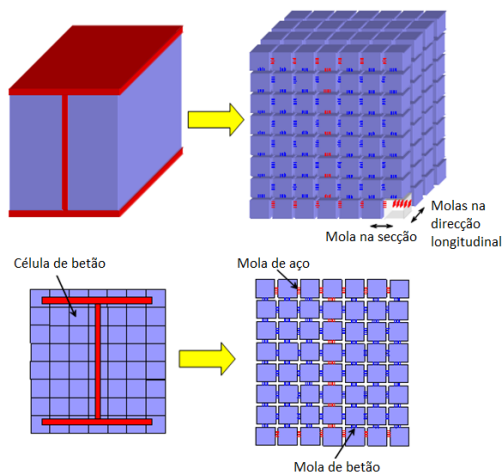 Molas na
direcção
longitudinal
Mola na secção
Célula de betão
Mola de aço
Mola de betão